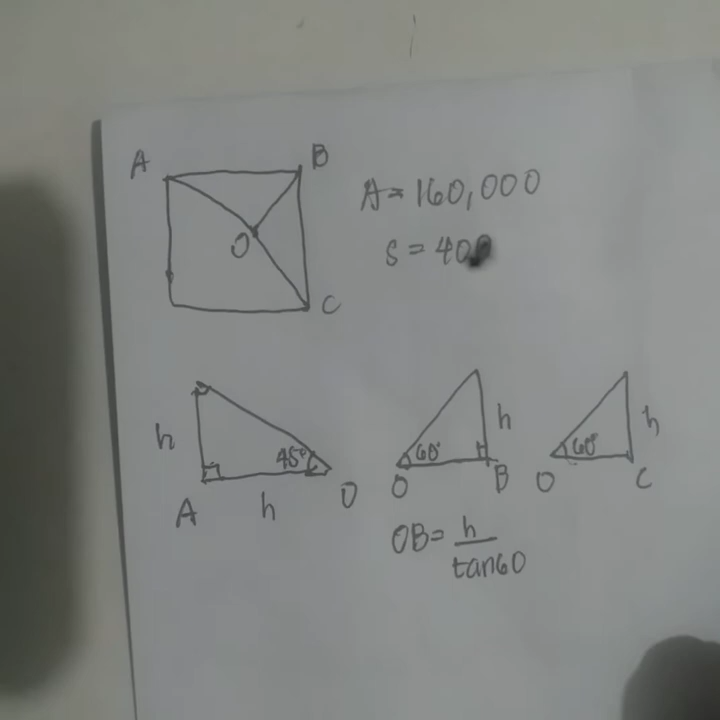 A B
A = 160,000
O
S = 400
C
h 45° h 60° h 60°
A h O O B O C
OB = h
tan60